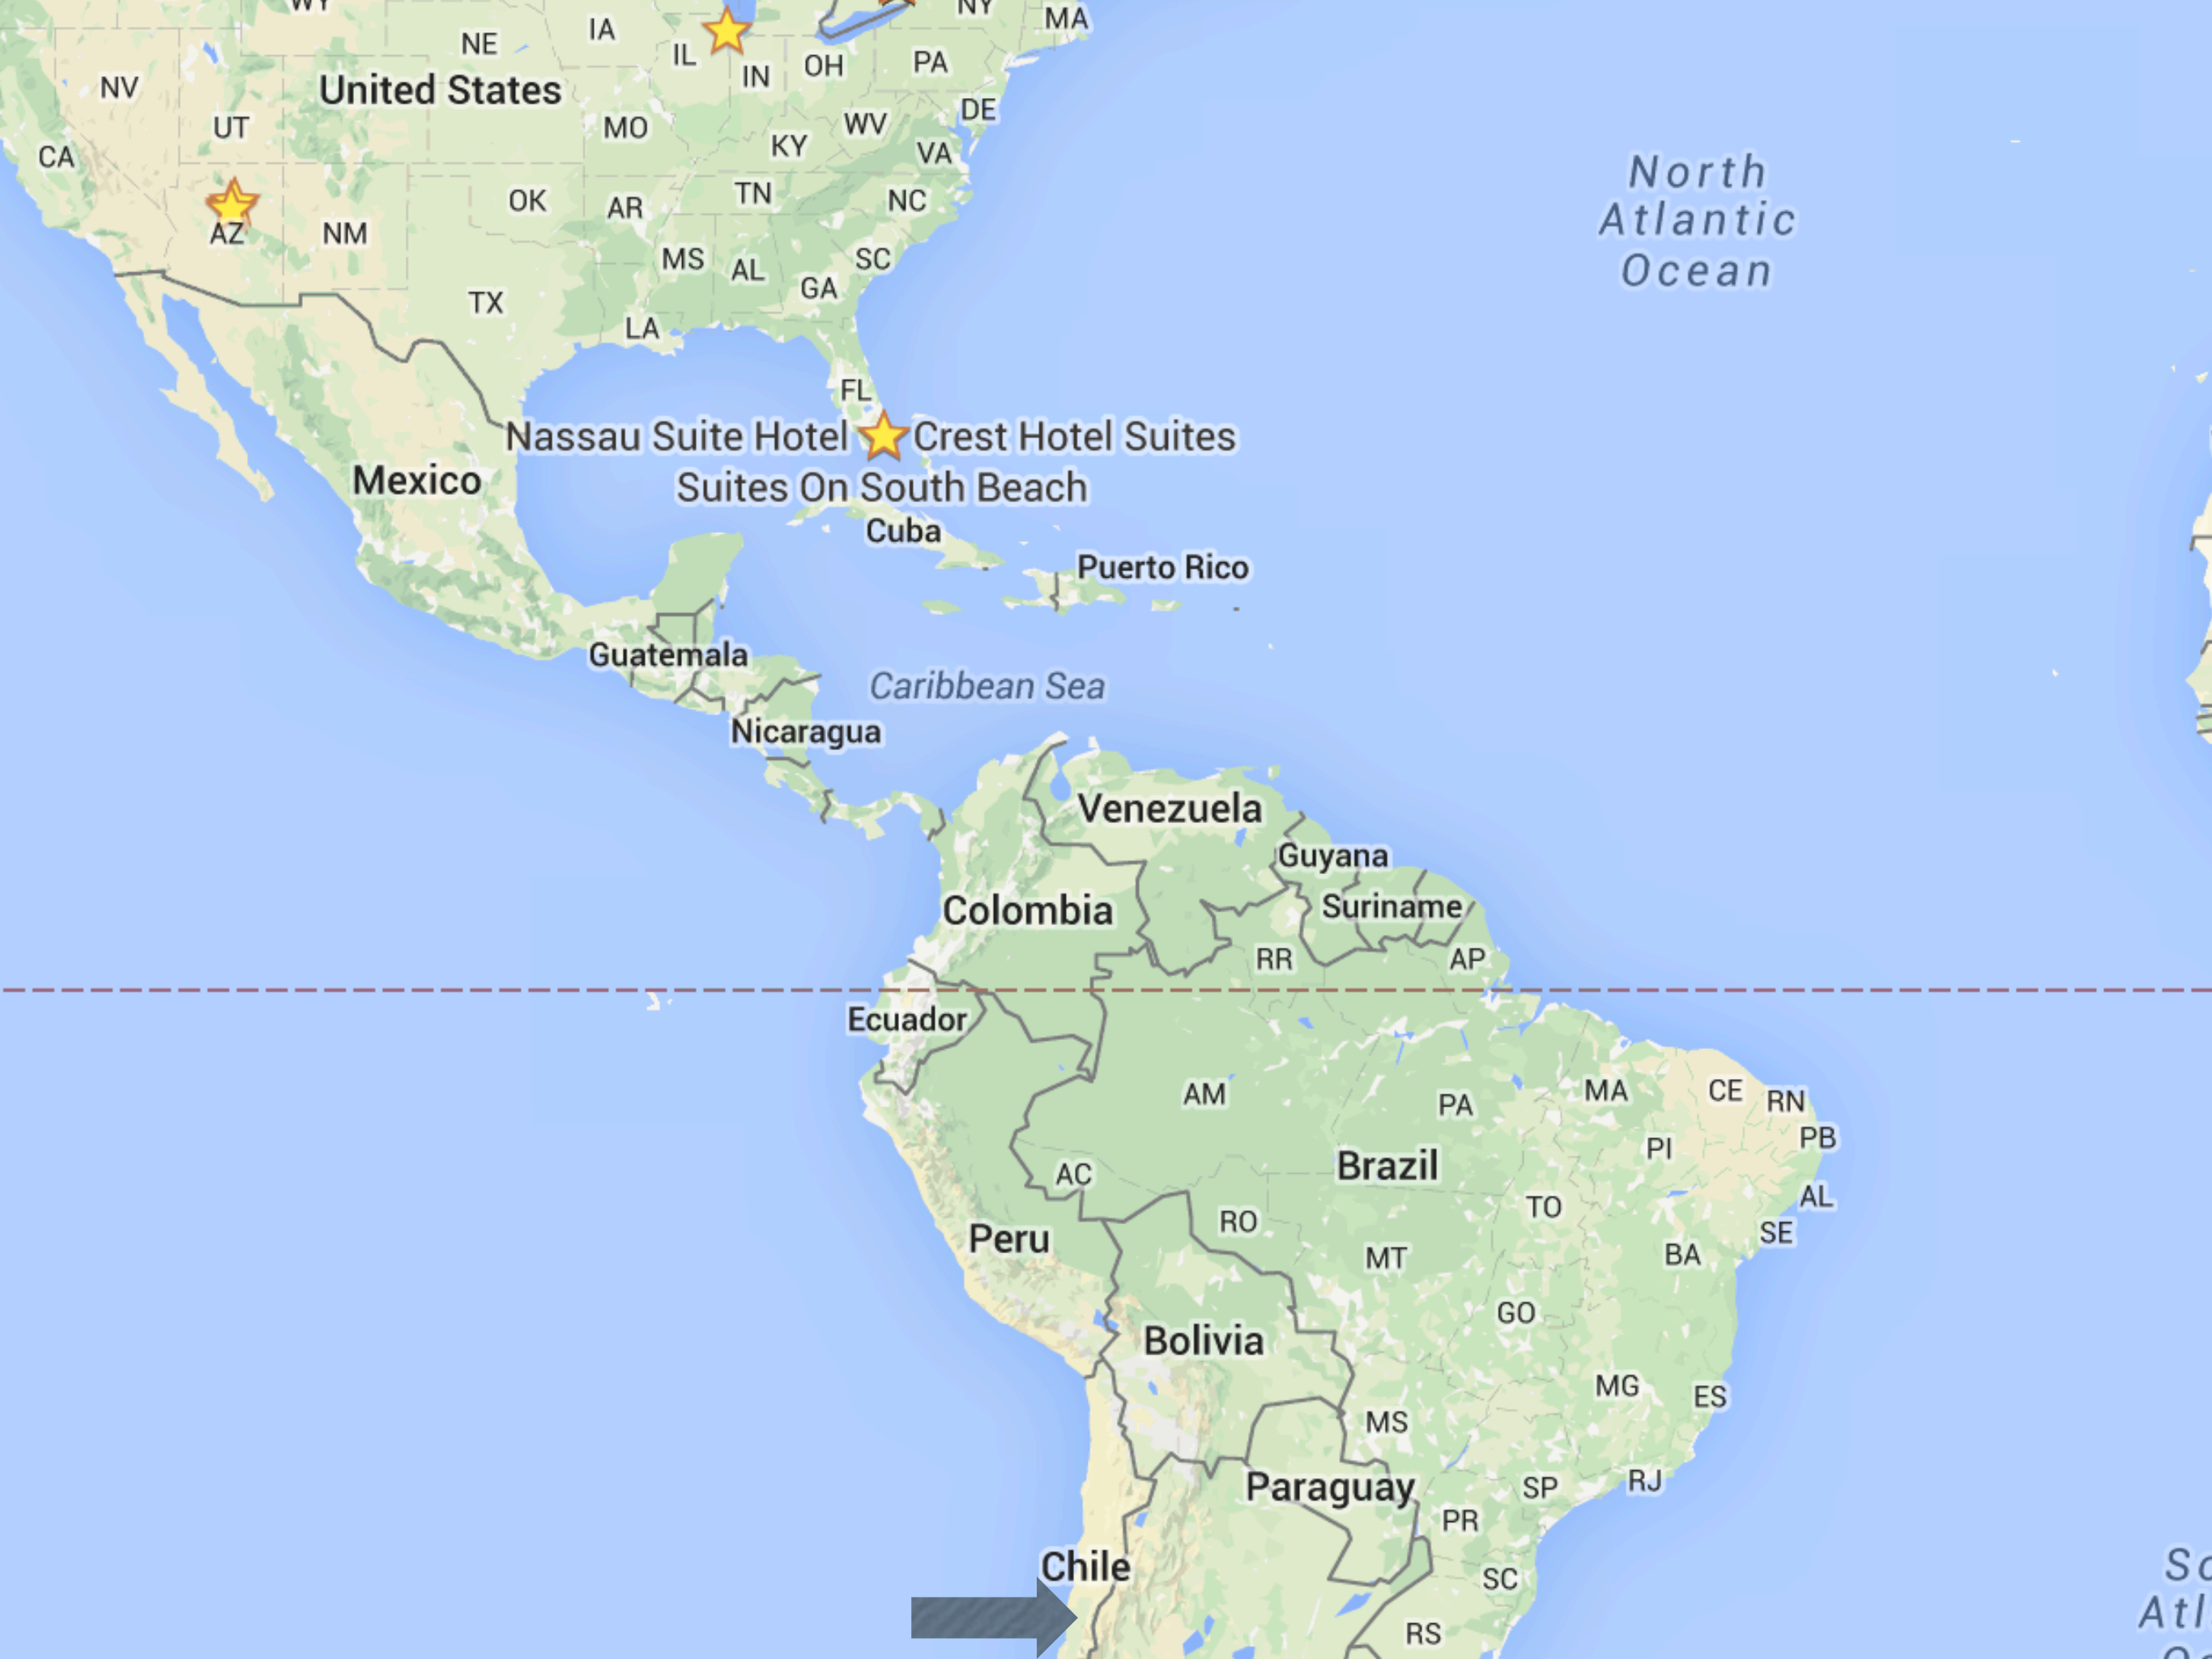 WY
NY
MA
IA
NE
IL
OH
PA
IN
NV
United States
DE
UT
MO
WV
KY
VA
CA
TN
OK
AR
NC
AZ
NM
MS
AL
SC
GA
TX
LA
North
Atlantic
Ocean
FL
Nassau Suite Hotel
Crest Hotel Suites
Suites On South Beach
Mexico
Cuba
Puerto Rico
Guatemala
Caribbean Sea
Nicaragua
Venezuela
Guyana
Colombia
Suriname
RR
AP
Ecuador
AM
PA
MA
CE
RN
PB
PI
Brazil
AC
AL
TO
RO
SE
Peru
MT
BA
GO
Bolivia
MG
ES
MS
Paraguay
SP
RJ
PR
Chile
SC
RS
So
Atl